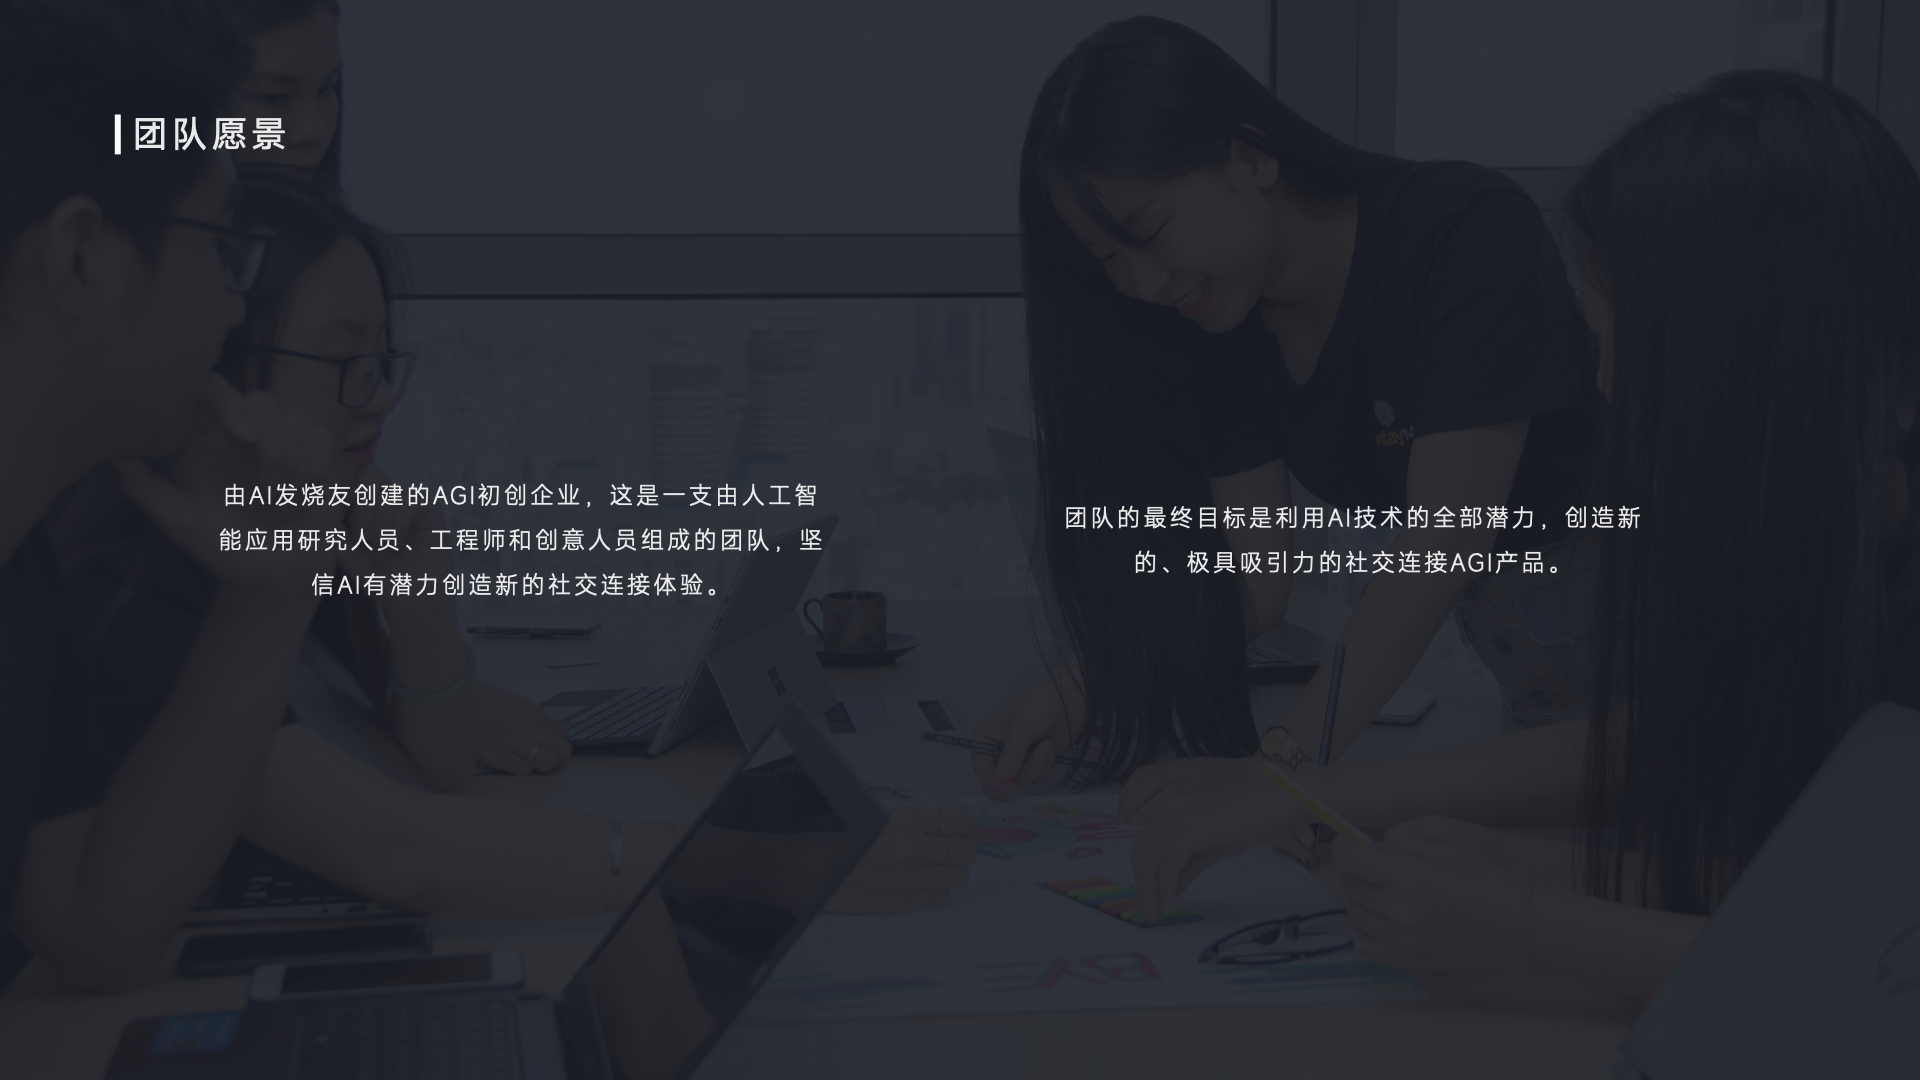 团队愿景
由AI发烧友创建的AGI初创企业，这是一支由人工智
能应用研究人员、工程师和创意人员组成的团队，坚
信AI有潜力创造新的社交连接体验。
团队的最终目标是利用AI技术的全部潜力，创造新
的、极具吸引力的社交连接AGI产品。